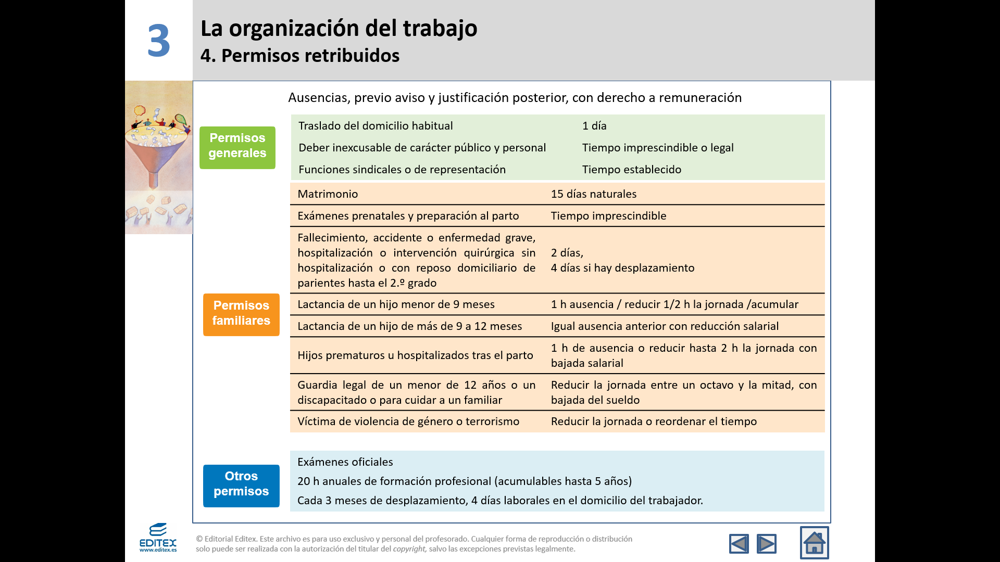 3
La organización del trabajo
4. Permisos retribuidos
Ausencias, previo aviso y justificación posterior, con derecho a remuneración
Permisos
generales
Traslado del domicilio habitual 1 día
Deber inexcusable de carácter público y personal Tiempo imprescindible o legal
Funciones sindicales o de representación Tiempo establecido
Permisos
familiares
Matrimonio 15 días naturales
Exámenes prenatales y preparación al parto Tiempo imprescindible
Fallecimiento, accidente o enfermedad grave,
hospitalización o intervención quirúrgica sin
hospitalización o con reposo domiciliario de
parientes hasta el 2.º grado
2 días,
4 días si hay desplazamiento
Lactancia de un hijo menor de 9 meses 1 h ausencia / reducir 1/2 h la jornada /acumular
Lactancia de un hijo de más de 9 a 12 meses Igual ausencia anterior con reducción salarial
Hijos prematuros u hospitalizados tras el parto
1 h de ausencia o reducir hasta 2 h la jornada con
bajada salarial
Guardia legal de un menor de 12 años o un
discapacitado o para cuidar a un familiar
Reducir la jornada entre un octavo y la mitad, con
bajada del sueldo
Víctima de violencia de género o terrorismo Reducir la jornada o reordenar el tiempo
Otros
permisos
Exámenes oficiales
20 h anuales de formación profesional (acumulables hasta 5 años)
Cada 3 meses de desplazamiento, 4 días laborales en el domicilio del trabajador.
EDITEX
www.editex.es
© Editorial Editex. Este archivo es para uso exclusivo y personal del profesorado. Cualquier forma de reproducción o distribución
solo puede ser realizada con la autorización del titular del copyright, salvo las excepciones previstas legalmente.